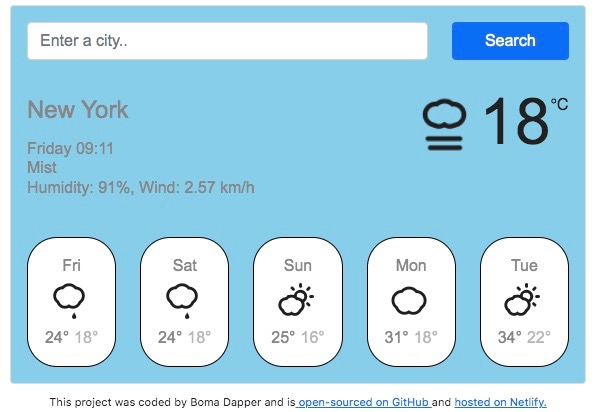 Enter a city..
Search
New York
18°C
Friday 09:11
Mist
Humidity: 91%, Wind: 2.57 km/h
Fri
Sat
Sun
Mon
Tue
24° 18°
24° 18°
25° 16°
31° 18°
34° 22°
This project was coded by Boma Dapper and is open-sourced on GitHub and hosted on Netlify.